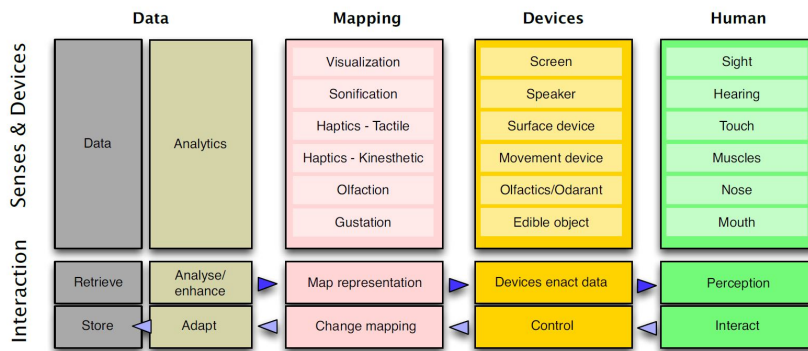 Data Mapping Devices Human
Senses & Devices
Data
Analytics
Visualization
Sonification
Haptics - Tactile
Haptics - Kinesthetic
Olfaction
Gustation
Screen
Speaker
Surface device
Movement device
Olfactics/Odarant
Edible object
Sight
Hearing
Touch
Muscles
Nose
Mouth
Interaction
Retrieve
Analyse/
enhance
Map representation
Devices enact data
Perception
Store
Adapt
Change mapping
Control
Interact